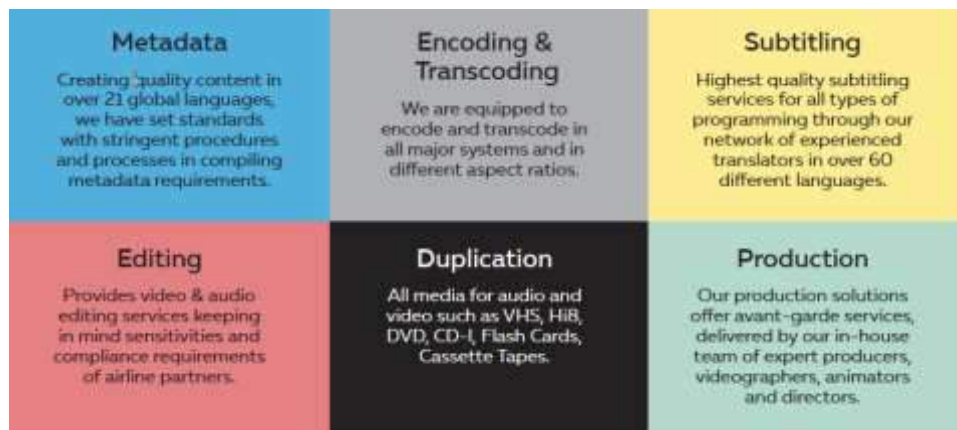 Metadata
Creating quality content in
over 21 global languages,
we have set standards
with stringent procedures
and processes in compiling
metadata requirements.
Encoding &
Transcoding
We are equipped to
encode and transcode in
all major systems and in
different aspect ratios.
Subtitling
Highest quality subtitling
services for all types of
programming through our
network of experienced
translators in over 60
different languages.
Editing
Provides video & audio
editing services keeping
in mind sensitivities and
compliance requirements
of airline partners.
Duplication
All media for audio and
video such as VHS, Hi8,
DVD, CD-I, Flash Cards,
Cassette Tapes.
Production
Our production solutions
offer avant-garde services,
delivered by our in-house
team of expert producers,
videographers, animators
and directors.